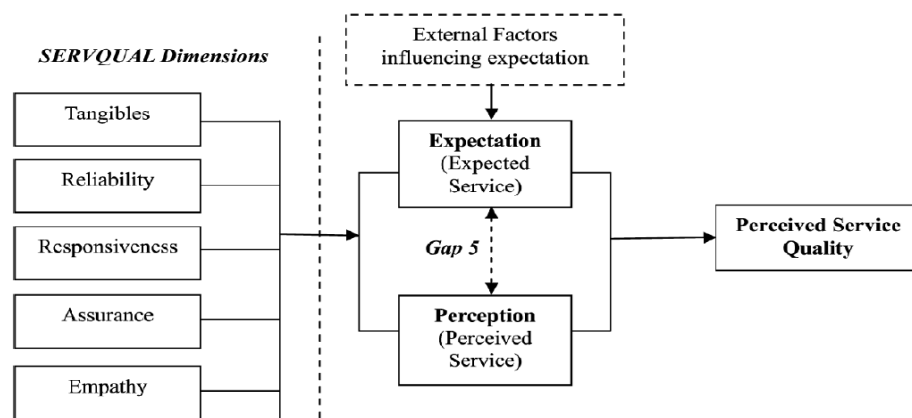 SERVQUAL Dimensions
Tangibles
Reliability
Responsiveness
Assurance
Empathy
External Factors
influencing expectation
Expectation
(Expected
Service)
Gap 5
Perception
(Perceived
Service)
Perceived Service
Quality